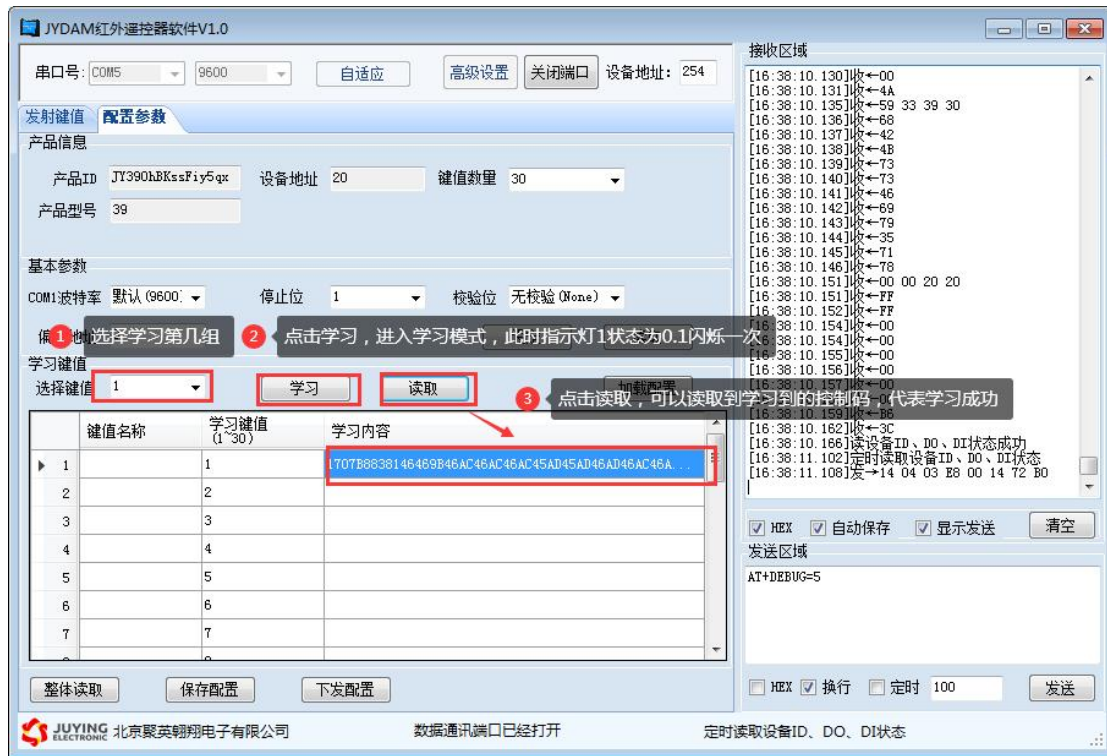 JYDAM红外遥控器软件V1.0
串口号: COM5 9600 自适应 高级设置 关闭端口 设备地址: 254
发射键值 配置参数
产品信息
产品ID JY390hBKssFiy5qx 设备地址 20 键值数量 30
产品型号 39
基本参数
COM1波特率 默认(9600) 停止位 1 校验位 无校验(None)
1 选择学习第几组 2 点击学习，进入学习模式，此时指示灯1状态为0.1闪烁一次
学习键值
选择键值 1 学习 读取 加载配置
3 点击读取，可以读取到学习到的控制码，代表学习成功
键值名称 学习键值(1~30) 学习内容
1 1 1707B8838146469B46AC46AC46AC45AD45AD46AD46AC46A...
2 2
3 3
4 4
5 5
6 6
7 7
整体读取 保存配置 下发配置
接收区域
[16:38:10.130]收←00
[16:38:10.131]收←4A
[16:38:10.135]收←59 33 39 30
[16:38:10.136]收←68
[16:38:10.137]收←42
[16:38:10.138]收←4B
[16:38:10.139]收←73
[16:38:10.140]收←73
[16:38:10.141]收←46
[16:38:10.142]收←69
[16:38:10.143]收←79
[16:38:10.144]收←35
[16:38:10.145]收←71
[16:38:10.146]收←78
[16:38:10.151]收←00 00 20 20
[16:38:10.151]收←FF
[16:38:10.152]收←FF
[16:38:10.154]收←00
[16:38:10.154]收←00
[16:38:10.155]收←00
[16:38:10.156]收←00
[16:38:10.157]收←00
[16:38:10.159]收←B6
[16:38:10.162]收←3C
[16:38:10.166]读设备ID、DO、DI状态成功
[16:38:11.102]定时读取设备ID、DO、DI状态
[16:38:11.108]发→14 04 03 E8 00 14 72 B0
HEX 自动保存 显示发送 清空
发送区域
AT+DEBUG=5
HEX 换行 定时 100 发送
JUYING ELECTRONIC 北京聚英翱翔电子有限公司 数据通讯端口已经打开 定时读取设备ID、DO、DI状态